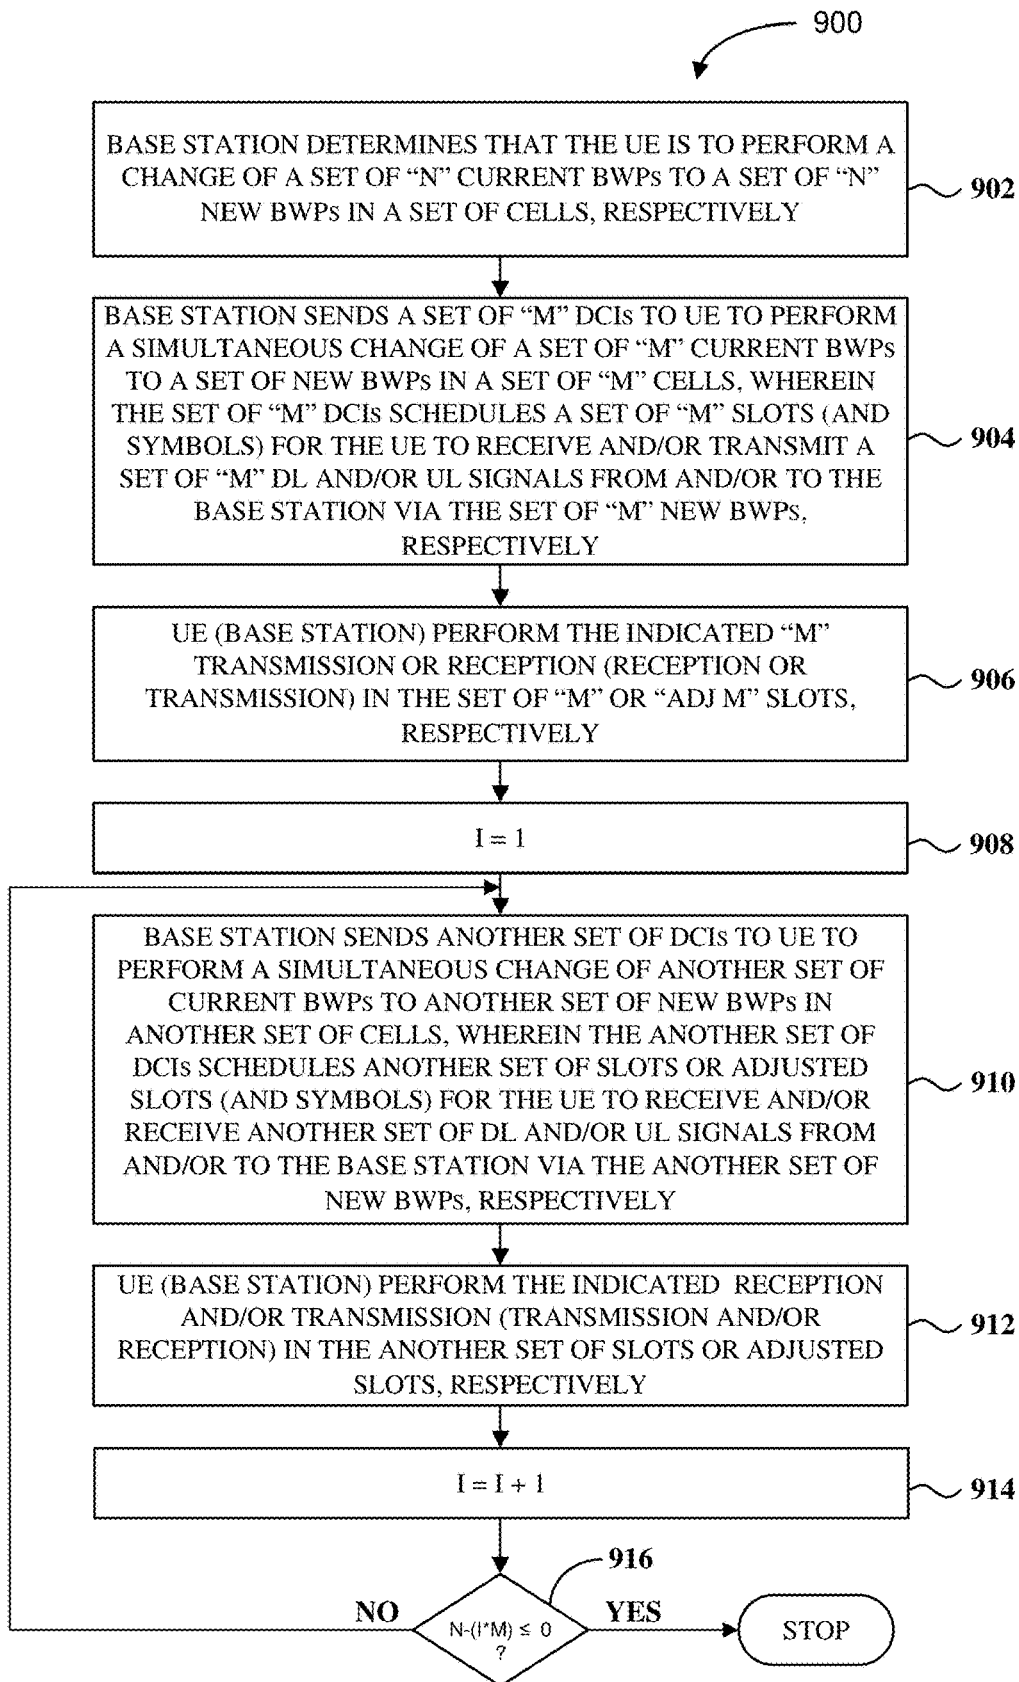 900
BASE STATION DETERMINES THAT THE UE IS TO PERFORM A
CHANGE OF A SET OF “N” CURRENT BWPs TO A SET OF “N”
NEW BWPs IN A SET OF CELLS, RESPECTIVELY
902
BASE STATION SENDS A SET OF “M” DCIs TO UE TO PERFORM
A SIMULTANEOUS CHANGE OF A SET OF “M” CURRENT BWPs
TO A SET OF NEW BWPs IN A SET OF “M” CELLS, WHEREIN
THE SET OF “M” DCIs SCHEDULES A SET OF “M” SLOTS (AND
SYMBOLS) FOR THE UE TO RECEIVE AND/OR TRANSMIT A
SET OF “M” DL AND/OR UL SIGNALS FROM AND/OR TO THE
BASE STATION VIA THE SET OF “M” NEW BWPs,
RESPECTIVELY
904
UE (BASE STATION) PERFORM THE INDICATED “M”
TRANSMISSION OR RECEPTION (RECEPTION OR
TRANSMISSION) IN THE SET OF “M” OR “ADJ M” SLOTS,
RESPECTIVELY
906
I = 1
908
BASE STATION SENDS ANOTHER SET OF DCIs TO UE TO
PERFORM A SIMULTANEOUS CHANGE OF ANOTHER SET OF
CURRENT BWPs TO ANOTHER SET OF NEW BWPs IN
ANOTHER SET OF CELLS, WHEREIN THE ANOTHER SET OF
DCIs SCHEDULES ANOTHER SET OF SLOTS OR ADJUSTED
SLOTS (AND SYMBOLS) FOR THE UE TO RECEIVE AND/OR
RECEIVE ANOTHER SET OF DL AND/OR UL SIGNALS FROM
AND/OR TO THE BASE STATION VIA THE ANOTHER SET OF
NEW BWPs, RESPECTIVELY
910
UE (BASE STATION) PERFORM THE INDICATED RECEPTION
AND/OR TRANSMISSION (TRANSMISSION AND/OR
RECEPTION) IN THE ANOTHER SET OF SLOTS OR ADJUSTED
SLOTS, RESPECTIVELY
912
I = I + 1
914
916
NO
N-(I*M) ≤ 0
?
YES
STOP